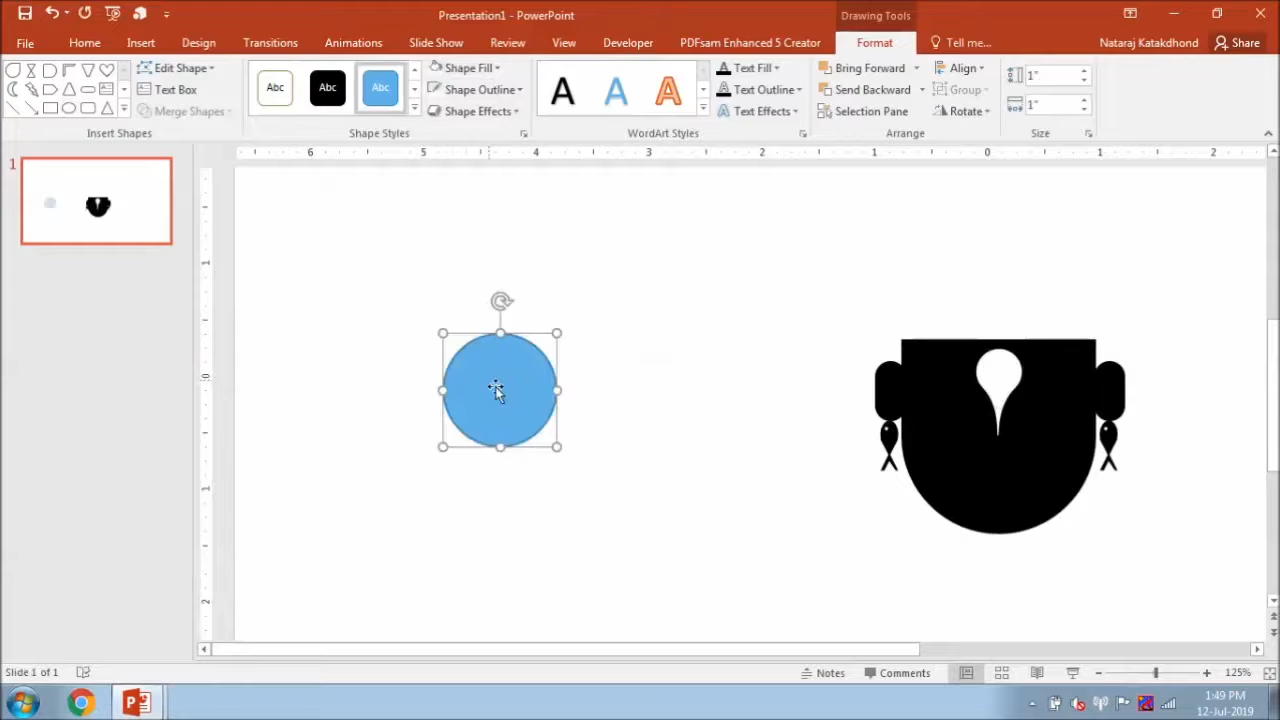 Presentation1 - PowerPoint
Drawing Tools
File Home Insert Design Transitions Animations Slide Show Review View Developer PDFsam Enhanced 5 Creator Format Tell me... Nataraj Katakdhond Share
Edit Shape
Text Box
Merge Shapes
Insert Shapes
Abc Abc Abc
Shape Fill
Shape Outline
Shape Effects
Shape Styles
A A A
Text Fill
Text Outline
Text Effects
WordArt Styles
Bring Forward
Send Backward
Selection Pane
Align
Group
Rotate
Arrange
1"
1"
Size
6 5 4 3 2 1 0 1 2
1
1
0
1
2
Slide 1 of 1
Notes Comments 125%
1:49 PM
12-Jul-2019